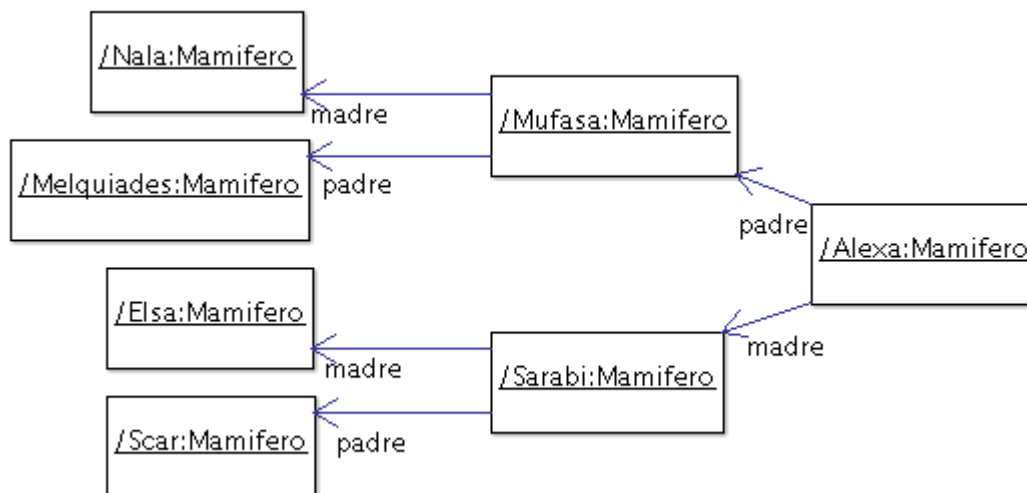 /Nala:Mamifero
madre
/Mufasa:Mamifero
/Melquiades:Mamifero
padre
padre
/Alexa:Mamifero
/Elsa:Mamifero
madre
madre
/Sarabi:Mamifero
/Scar:Mamifero
padre